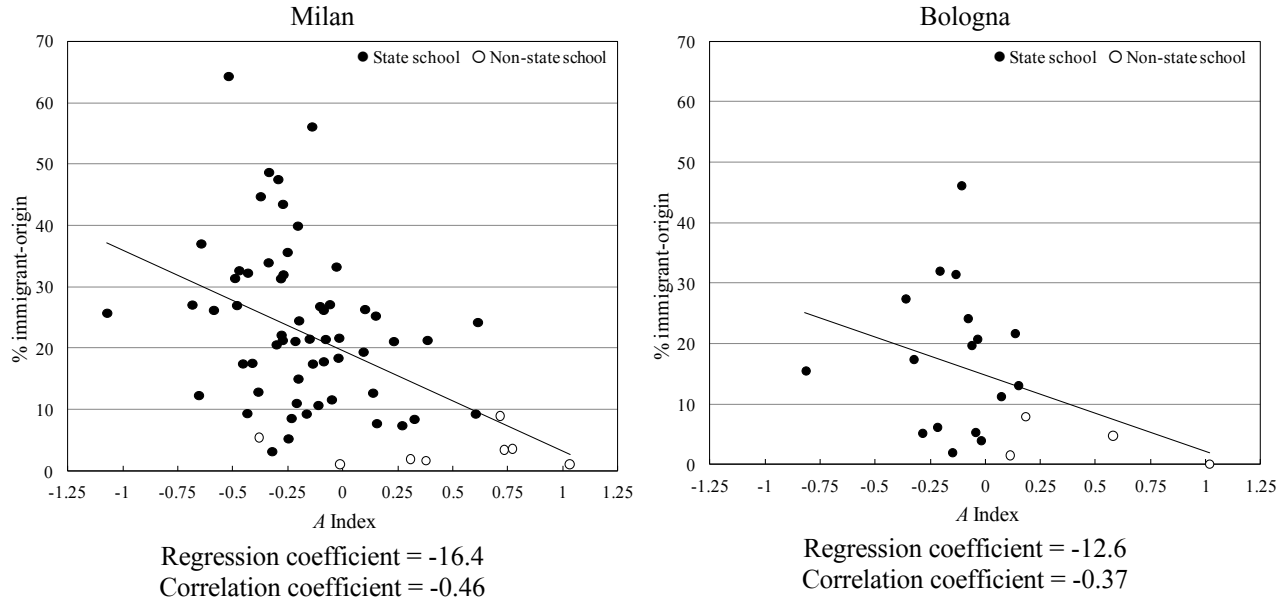 Milan
● State school ○ Non-state school
% immigrant-origin
70
60
50
40
30
20
10
0
-1.25 -1 -0.75 -0.5 -0.25 0 0.25 0.5 0.75 1 1.25
A Index
Regression coefficient = -16.4
Correlation coefficient = -0.46
Bologna
● State school ○ Non-state school
% immigrant-origin
70
60
50
40
30
20
10
0
-1.25 -1 -0.75 -0.5 -0.25 0 0.25 0.5 0.75 1 1.25
A Index
Regression coefficient = -12.6
Correlation coefficient = -0.37